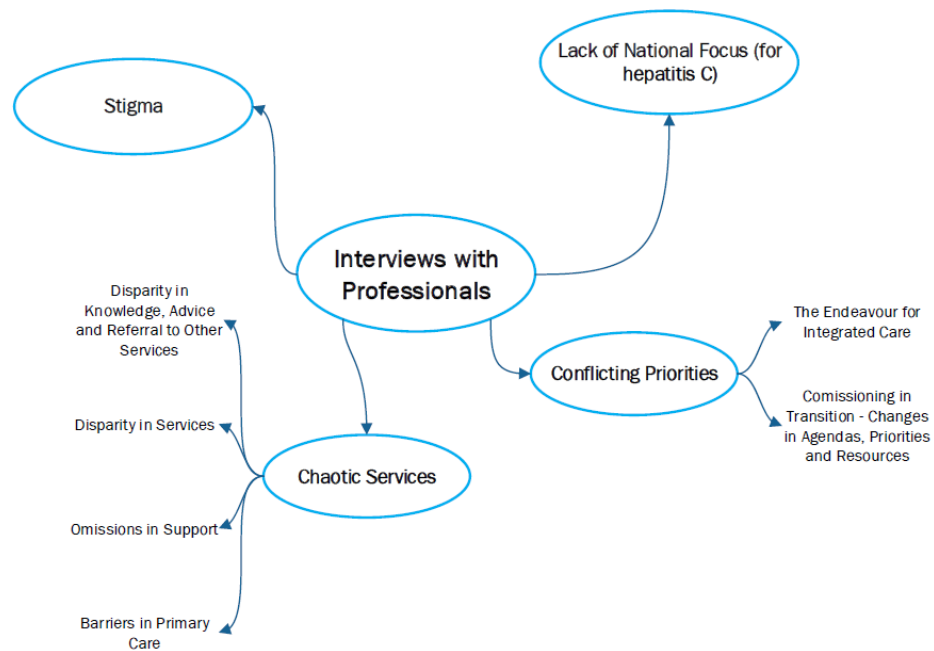 Lack of National Focus (for
hepatitis C)
Stigma
Interviews with
Professionals
Disparity in
Knowledge, Advice
and Referral to Other
Services
The Endeavour for
Integrated Care
Conflicting Priorities
Comissioning in
Transition - Changes
in Agendas, Priorities
and Resources
Disparity in Services
Chaotic Services
Omissions in Support
Barriers in Primary
Care